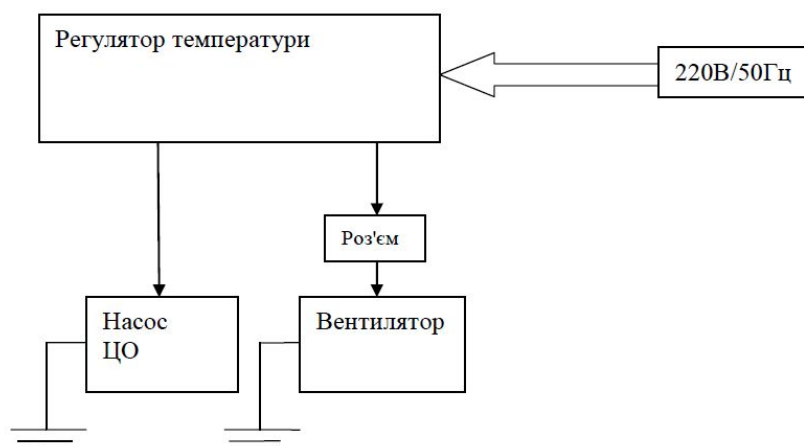 Регулятор температури
220В/50Гц
Роз'єм
Насос
ЦО
Вентилятор